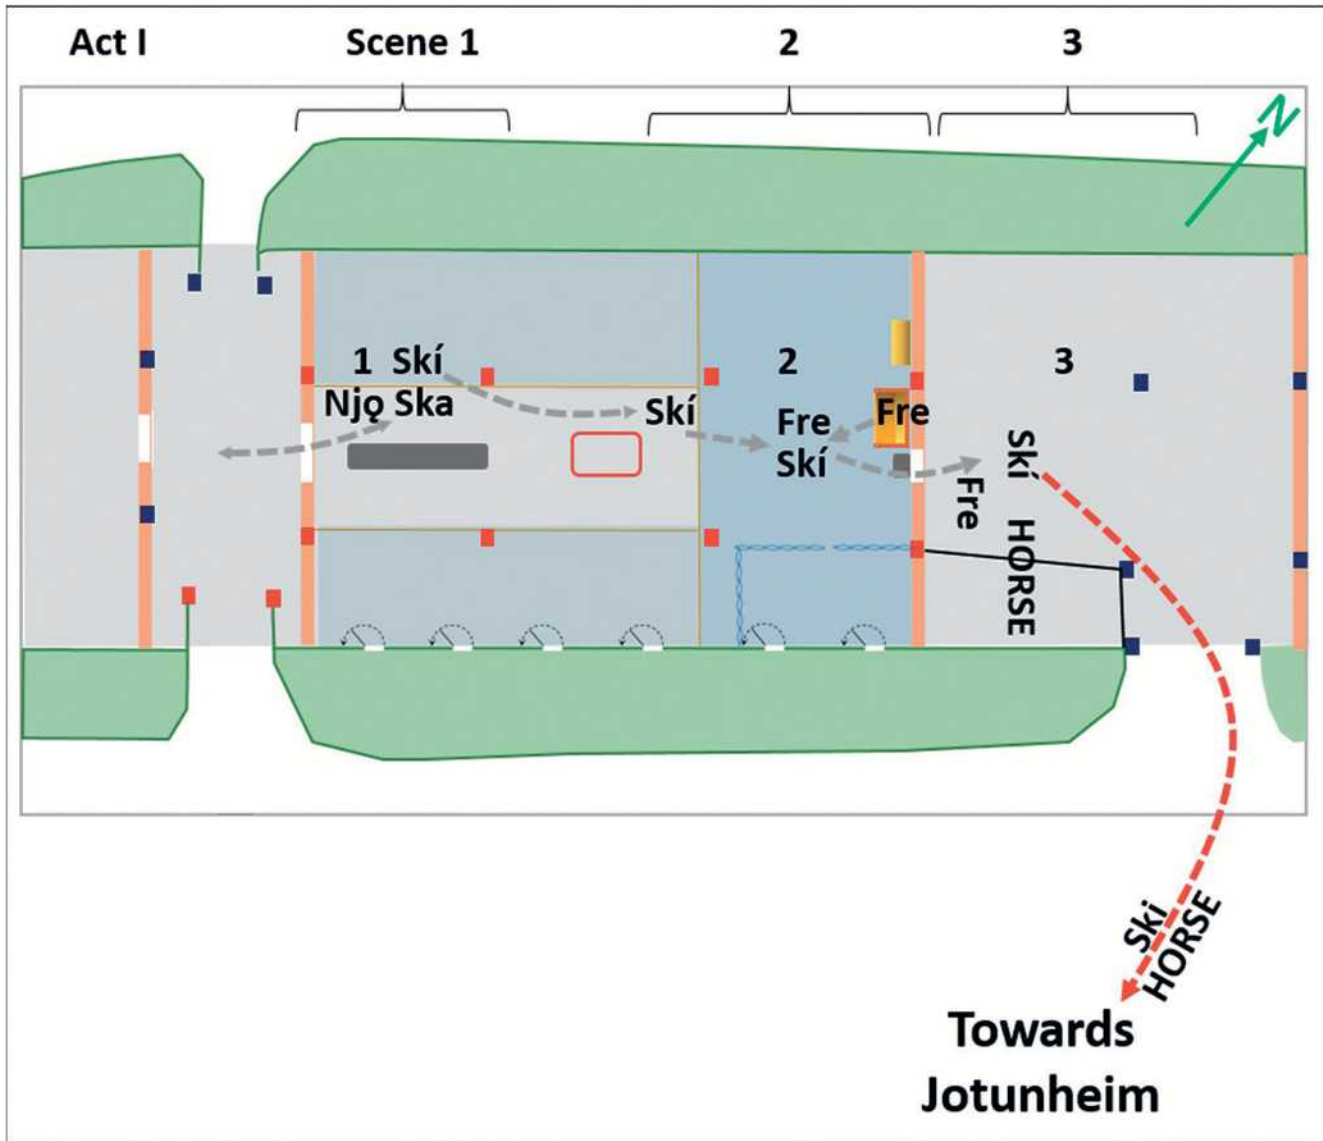 Act I Scene 1 2 3
N
1 Skí
Njǫ Ska
Skí
2
Fre
Skí
Fre
3
Skí
Fre
HORSE
Ski
HORSE
Towards
Jotunheim